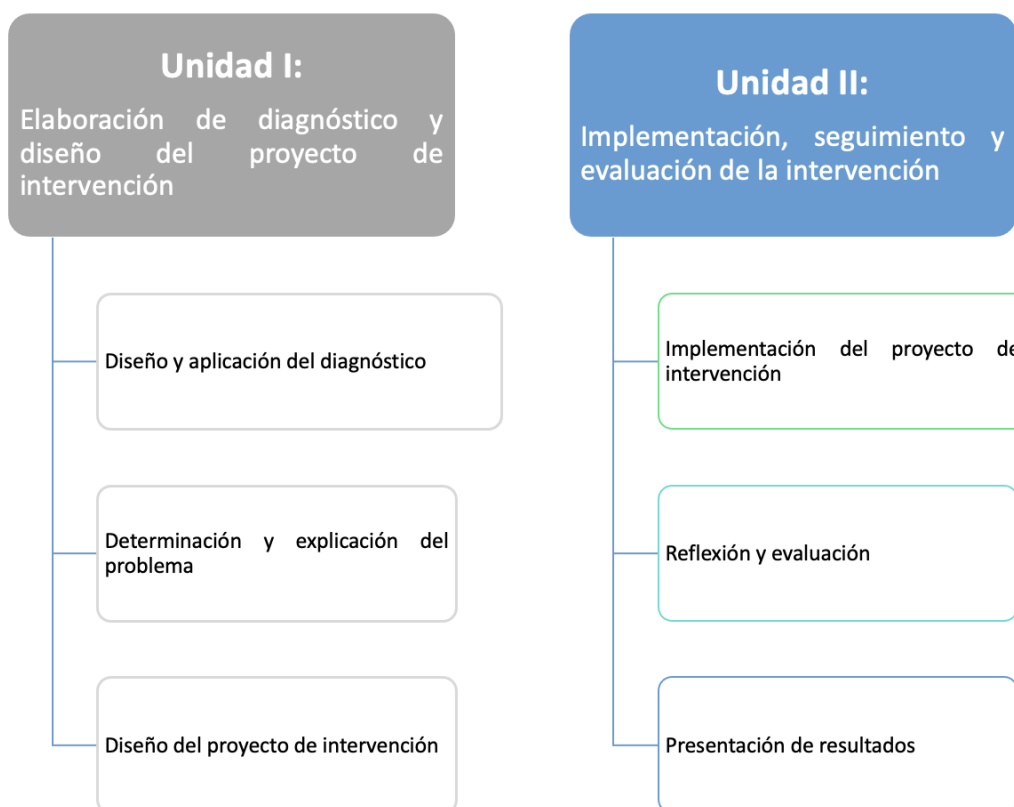 Unidad I:
Elaboración de diagnóstico y
diseño del proyecto de
intervención
Diseño y aplicación del diagnóstico
Determinación y explicación del
problema
Diseño del proyecto de intervención
Unidad II:
Implementación, seguimiento y
evaluación de la intervención
Implementación del proyecto de
intervención
Reflexión y evaluación
Presentación de resultados